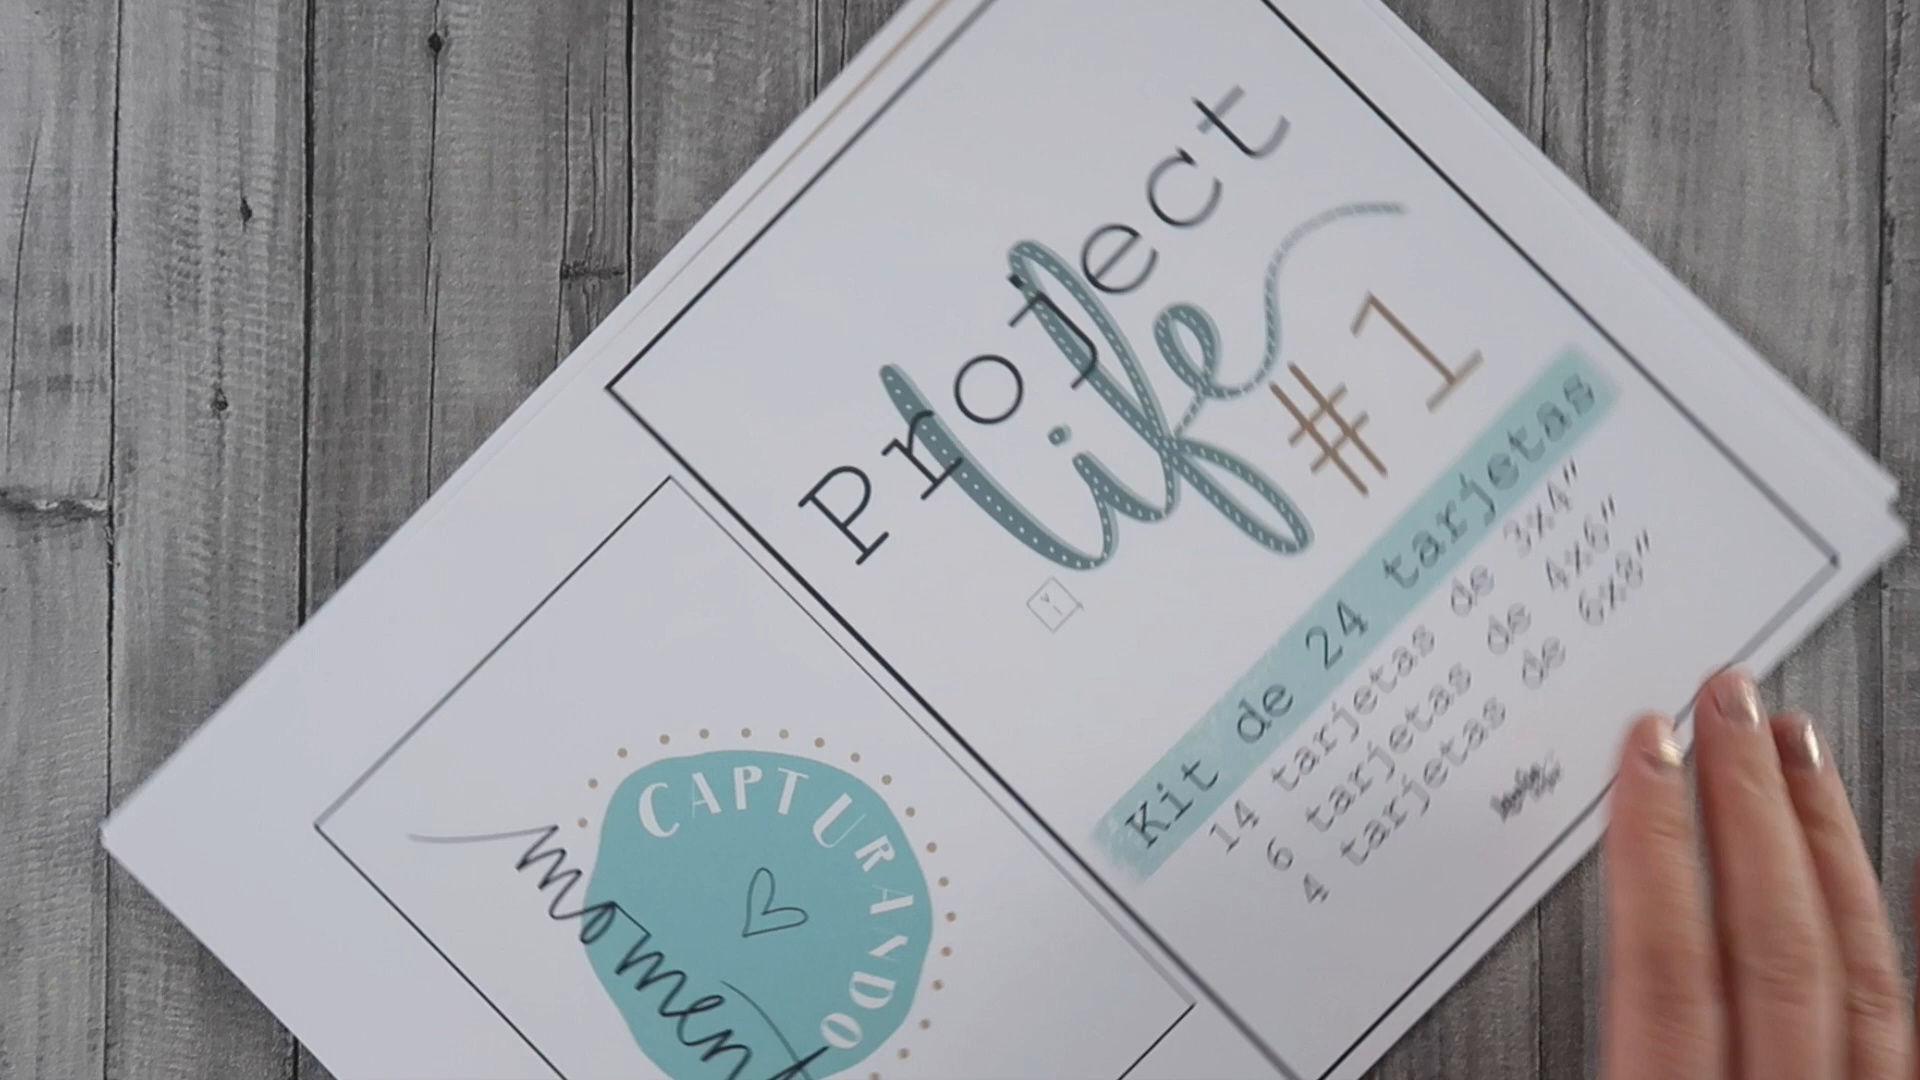 Project
life
#1
Kit de 24 tarjetas
14 tarjetas de 3x4"
6 tarjetas de 4x6"
4 tarjetas de 6x8"
CAPTURANDO